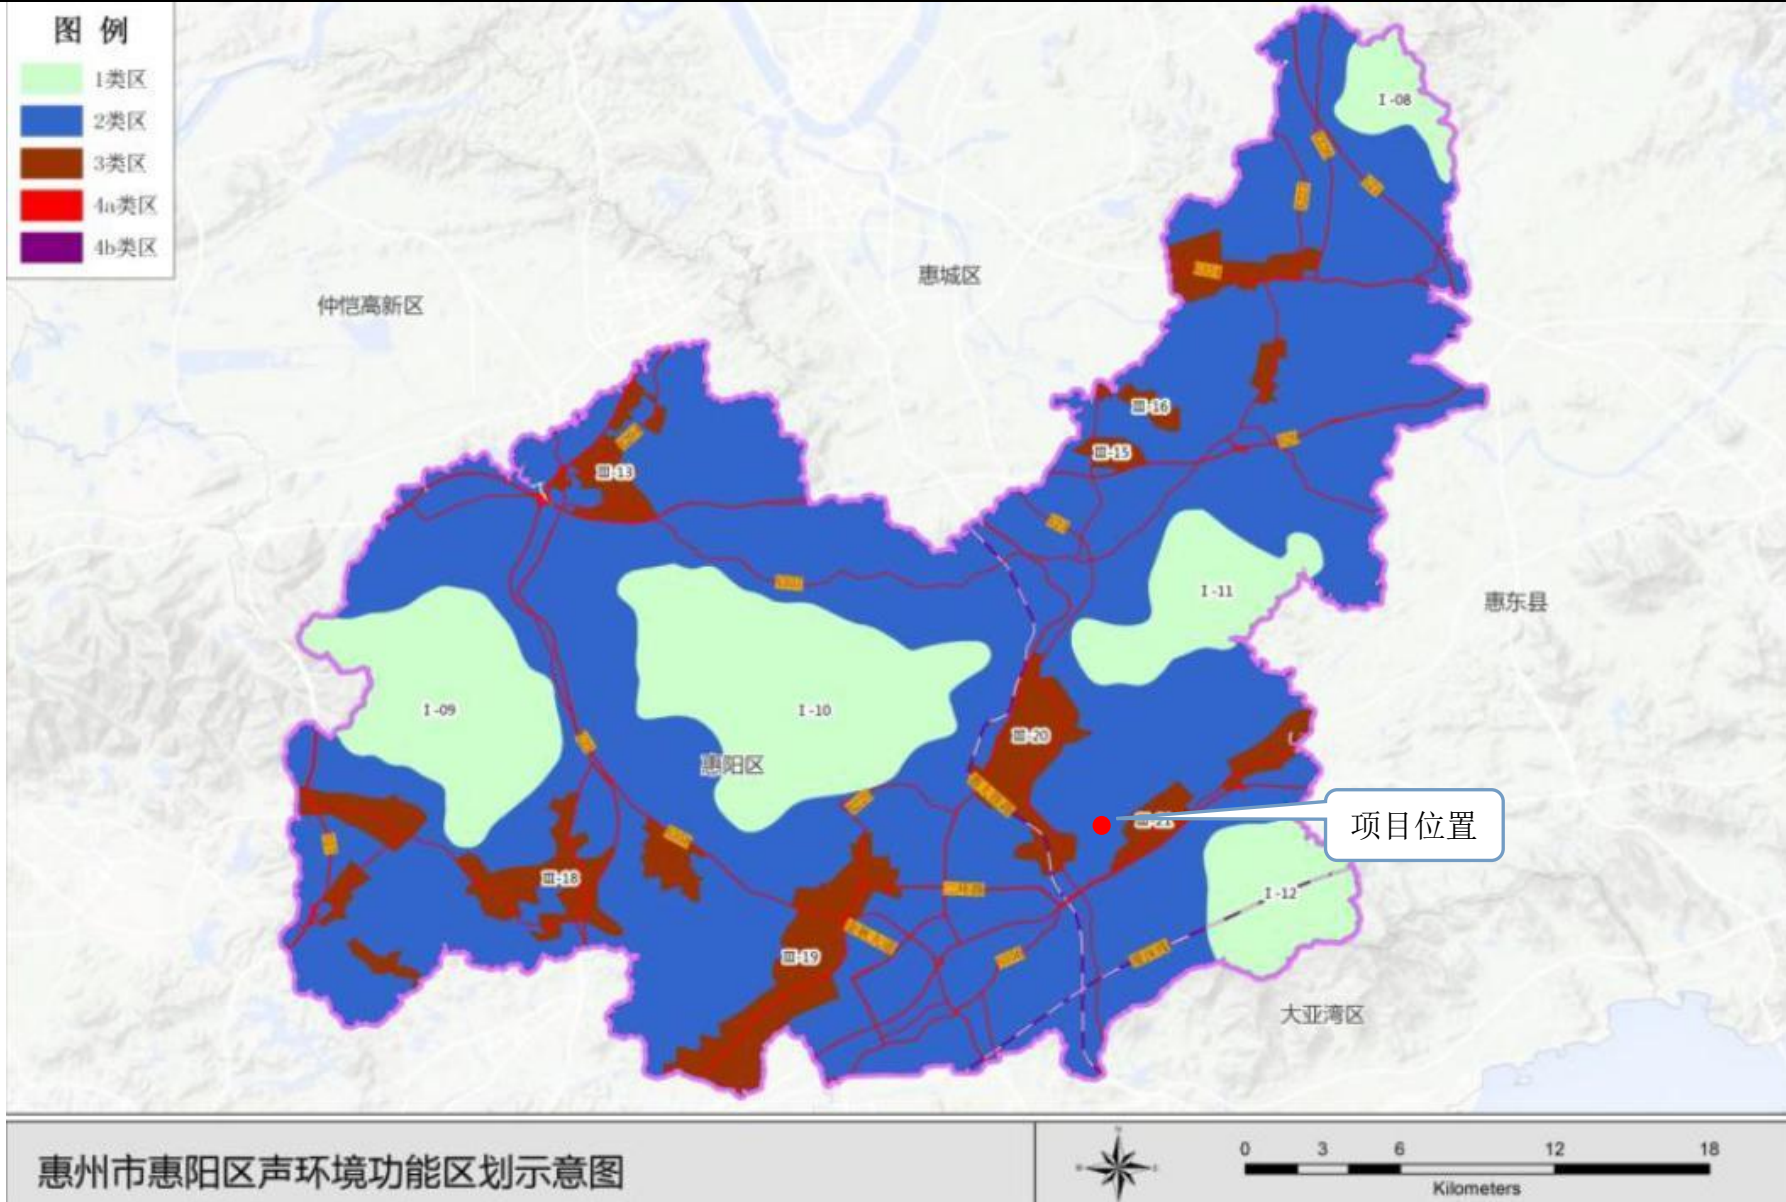 图 例
1类区
2类区
3类区
4a类区
4b类区
Ⅰ-08
惠城区
仲恺高新区
Ⅲ-16
Ⅲ-15
Ⅲ-13
Ⅰ-11
惠东县
Ⅰ-09
Ⅰ-10
Ⅲ-20
惠阳区
Ⅲ-21
项目位置
Ⅲ-18
Ⅰ-12
Ⅲ-19
大亚湾区
惠州市惠阳区声环境功能区划示意图
0 3 6 12 18
Kilometers